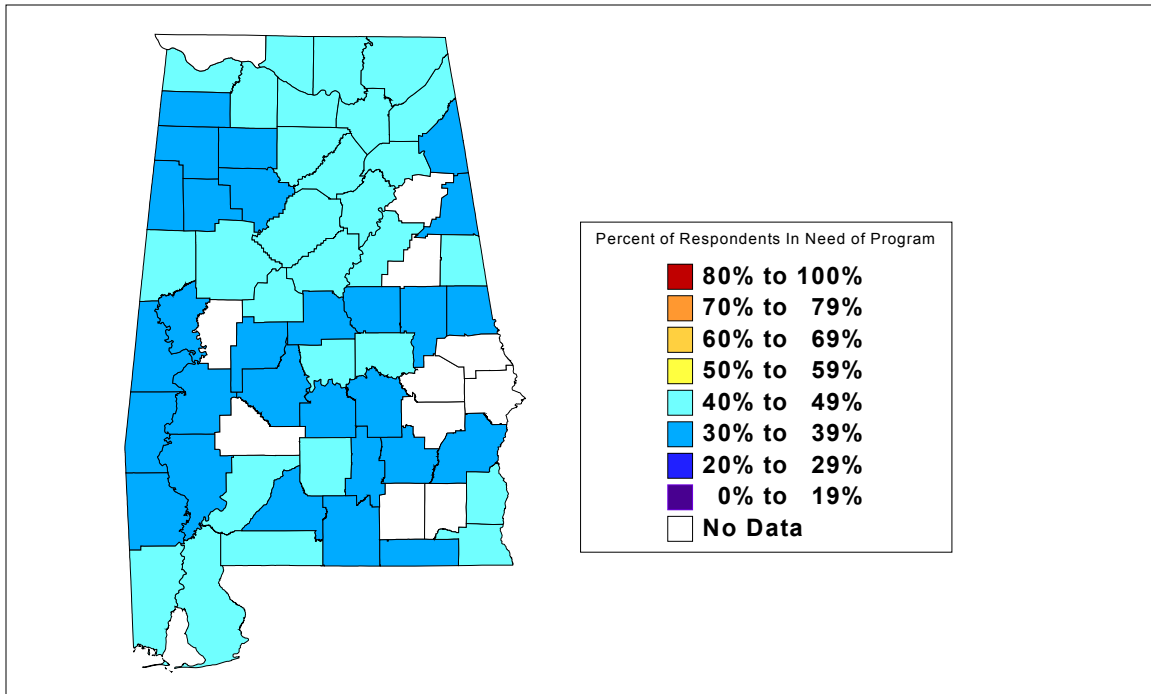 Percent of Respondents In Need of Program
80% to 100%
70% to 79%
60% to 69%
50% to 59%
40% to 49%
30% to 39%
20% to 29%
0% to 19%
No Data